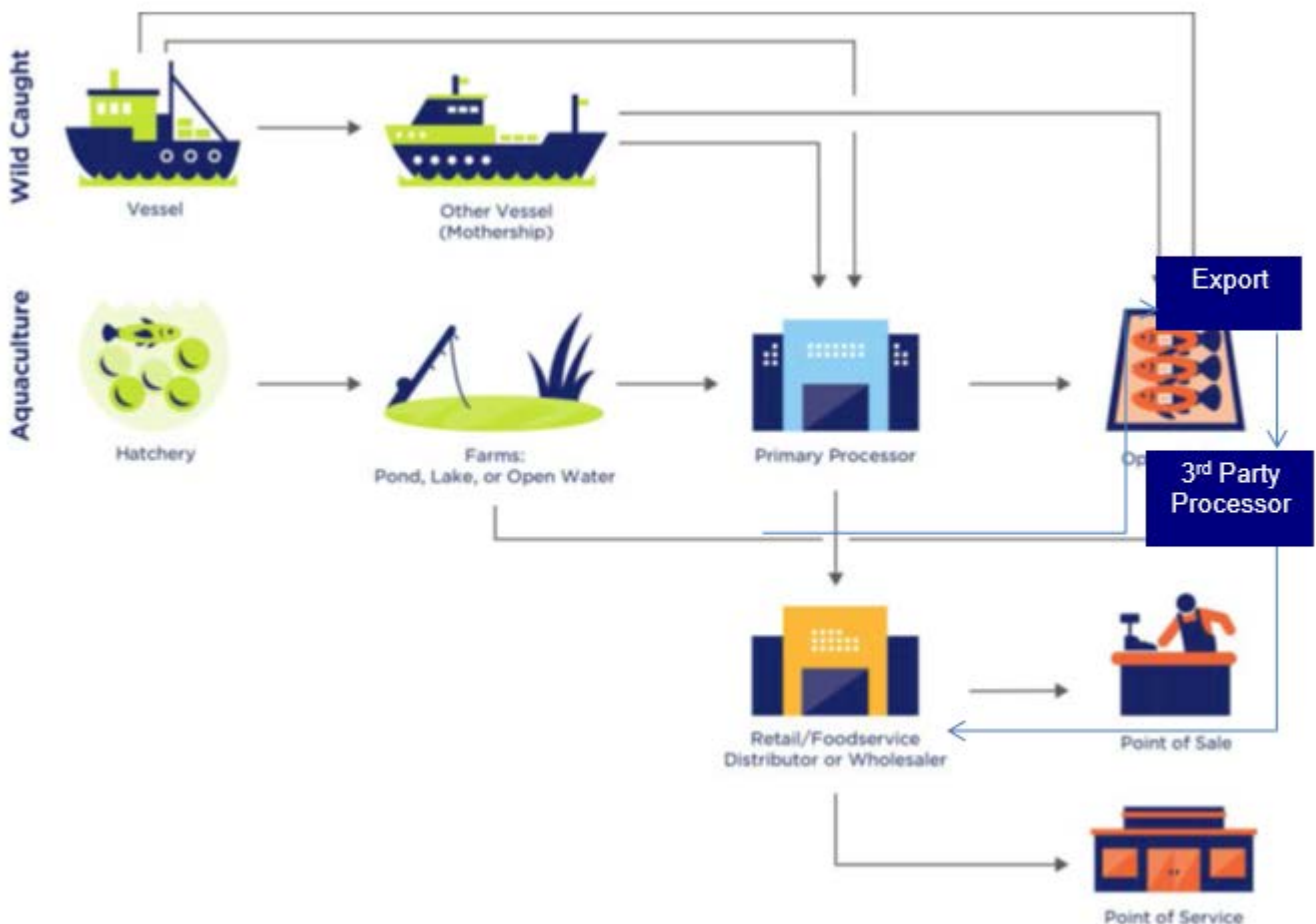 Wild Caught
Vessel
Other Vessel
(Mothership)
Export
Aquaculture
Hatchery
Farms:
Pond, Lake, or Open Water
Primary Processor
3rd Party
Processor
Retail/Foodservice
Distributor or Wholesaler
Point of Sale
Point of Service